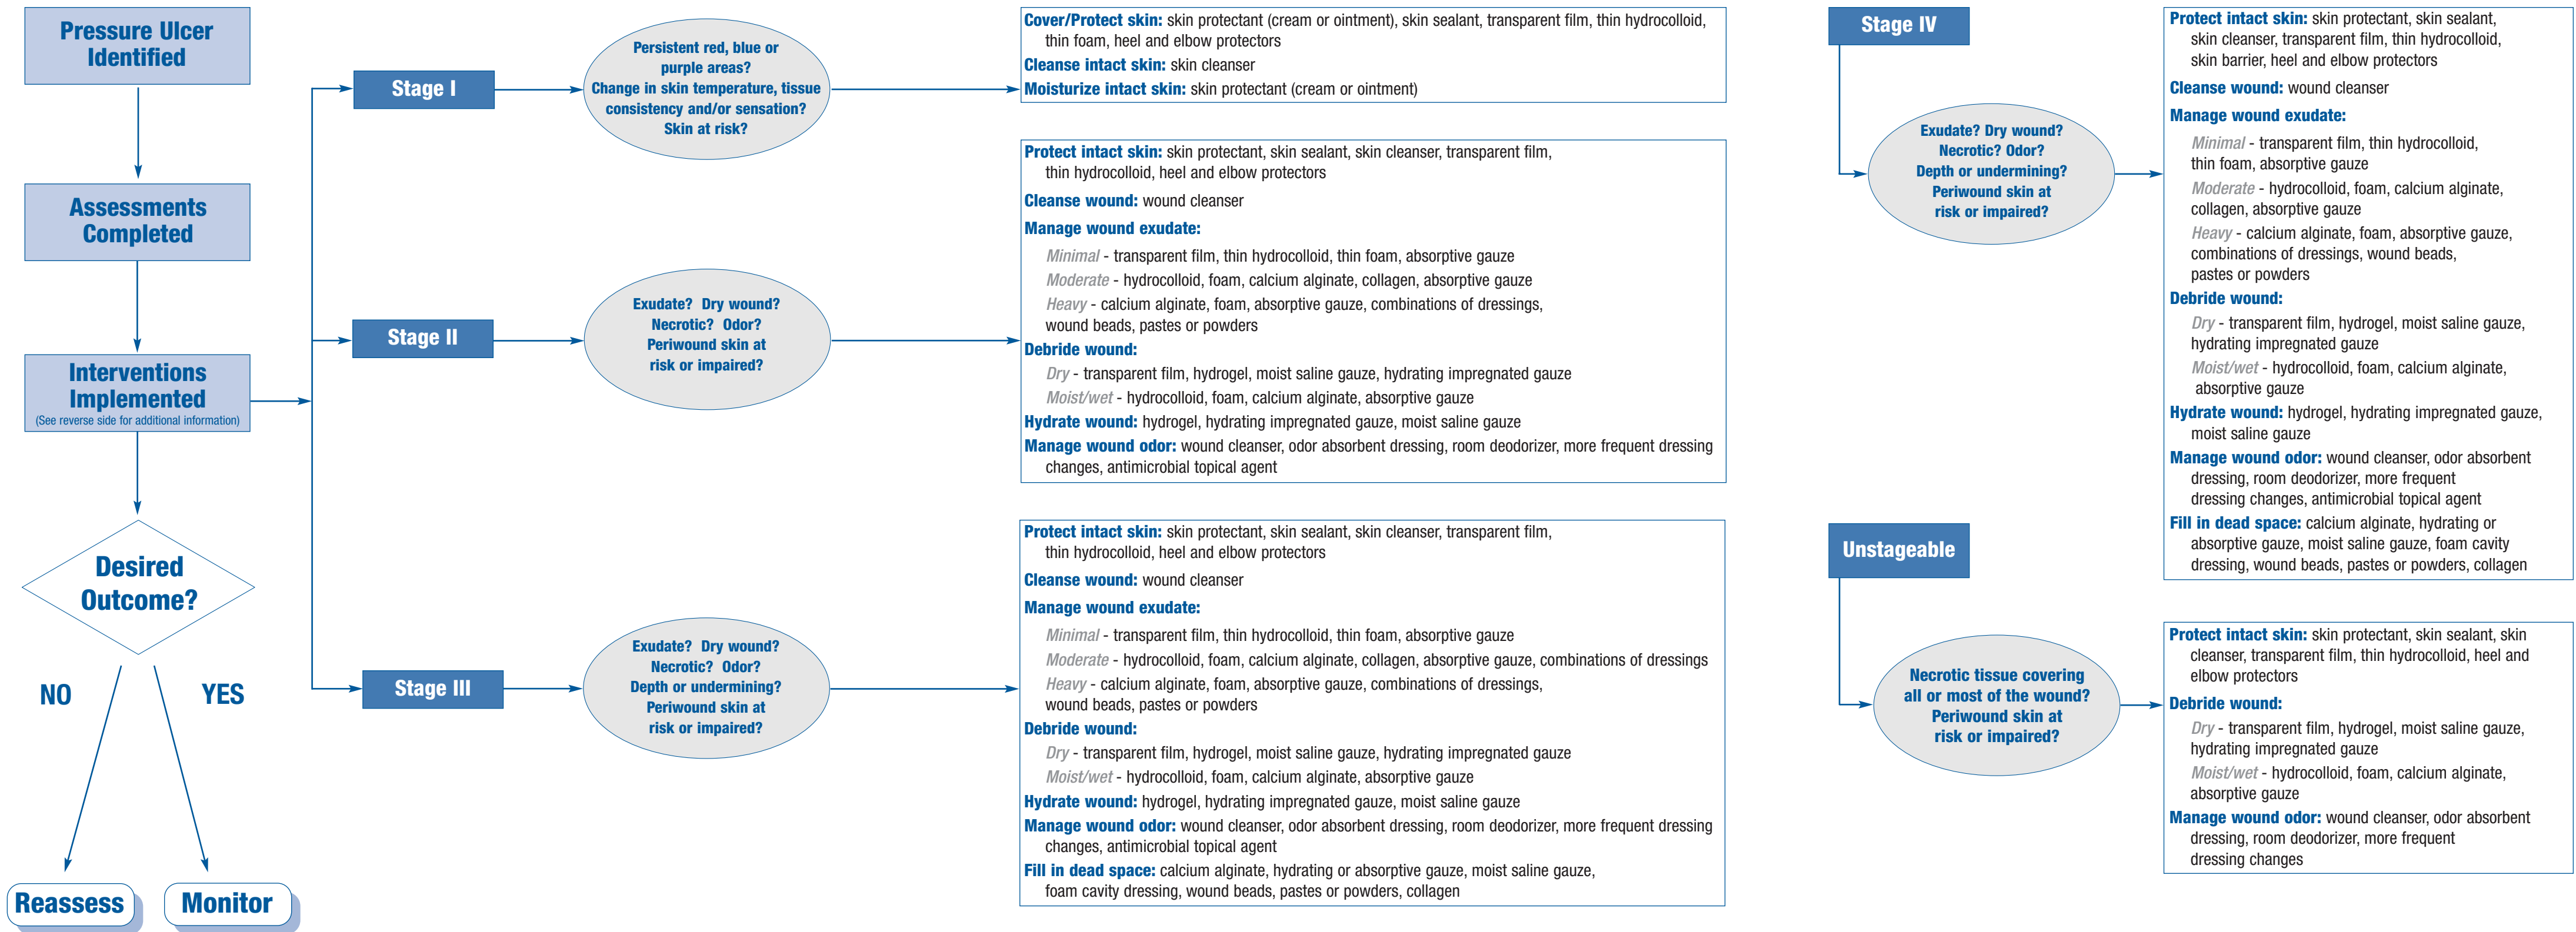 Pressure Ulcer
Identified
Assessments
Completed
Interventions
Implemented
(See reverse side for additional information)
Desired
Outcome?
NO
YES
Reassess
Monitor
Stage I
Persistent red, blue or
purple areas?
Change in skin temperature, tissue
consistency and/or sensation?
Skin at risk?
Cover/Protect skin: skin protectant (cream or ointment), skin sealant, transparent film, thin hydrocolloid,
thin foam, heel and elbow protectors
Cleanse intact skin: skin cleanser
Moisturize intact skin: skin protectant (cream or ointment)
Stage II
Exudate? Dry wound?
Necrotic? Odor?
Periwound skin at
risk or impaired?
Protect intact skin: skin protectant, skin sealant, skin cleanser, transparent film,
thin hydrocolloid, heel and elbow protectors
Cleanse wound: wound cleanser
Manage wound exudate:
Minimal - transparent film, thin hydrocolloid, thin foam, absorptive gauze
Moderate - hydrocolloid, foam, calcium alginate, collagen, absorptive gauze
Heavy - calcium alginate, foam, absorptive gauze, combinations of dressings,
wound beads, pastes or powders
Debride wound:
Dry - transparent film, hydrogel, moist saline gauze, hydrating impregnated gauze
Moist/wet - hydrocolloid, foam, calcium alginate, absorptive gauze
Hydrate wound: hydrogel, hydrating impregnated gauze, moist saline gauze
Manage wound odor: wound cleanser, odor absorbent dressing, room deodorizer, more frequent dressing
changes, antimicrobial topical agent
Stage III
Exudate? Dry wound?
Necrotic? Odor?
Depth or undermining?
Periwound skin at
risk or impaired?
Protect intact skin: skin protectant, skin sealant, skin cleanser, transparent film,
thin hydrocolloid, heel and elbow protectors
Cleanse wound: wound cleanser
Manage wound exudate:
Minimal - transparent film, thin hydrocolloid, thin foam, absorptive gauze
Moderate - hydrocolloid, foam, calcium alginate, collagen, absorptive gauze, combinations of dressings
Heavy - calcium alginate, foam, absorptive gauze, combinations of dressings,
wound beads, pastes or powders
Debride wound:
Dry - transparent film, hydrogel, moist saline gauze, hydrating impregnated gauze
Moist/wet - hydrocolloid, foam, calcium alginate, absorptive gauze
Hydrate wound: hydrogel, hydrating impregnated gauze, moist saline gauze
Manage wound odor: wound cleanser, odor absorbent dressing, room deodorizer, more frequent dressing
changes, antimicrobial topical agent
Fill in dead space: calcium alginate, hydrating or absorptive gauze, moist saline gauze,
foam cavity dressing, wound beads, pastes or powders, collagen
Stage IV
Exudate? Dry wound?
Necrotic? Odor?
Depth or undermining?
Periwound skin at
risk or impaired?
Protect intact skin: skin protectant, skin sealant,
skin cleanser, transparent film, thin hydrocolloid,
skin barrier, heel and elbow protectors
Cleanse wound: wound cleanser
Manage wound exudate:
Minimal - transparent film, thin hydrocolloid,
thin foam, absorptive gauze
Moderate - hydrocolloid, foam, calcium alginate,
collagen, absorptive gauze
Heavy - calcium alginate, foam, absorptive gauze,
combinations of dressings, wound beads,
pastes or powders
Debride wound:
Dry - transparent film, hydrogel, moist saline gauze,
hydrating impregnated gauze
Moist/wet - hydrocolloid, foam, calcium alginate,
absorptive gauze
Hydrate wound: hydrogel, hydrating impregnated gauze,
moist saline gauze
Manage wound odor: wound cleanser, odor absorbent
dressing, room deodorizer, more frequent
dressing changes, antimicrobial topical agent
Fill in dead space: calcium alginate, hydrating or
absorptive gauze, moist saline gauze, foam cavity
dressing, wound beads, pastes or powders, collagen
Unstageable
Necrotic tissue covering
all or most of the wound?
Periwound skin at
risk or impaired?
Protect intact skin: skin protectant, skin sealant, skin
cleanser, transparent film, thin hydrocolloid, heel and
elbow protectors
Debride wound:
Dry - transparent film, hydrogel, moist saline gauze,
hydrating impregnated gauze
Moist/wet - hydrocolloid, foam, calcium alginate,
absorptive gauze
Manage wound odor: wound cleanser, odor absorbent
dressing, room deodorizer, more frequent
dressing changes